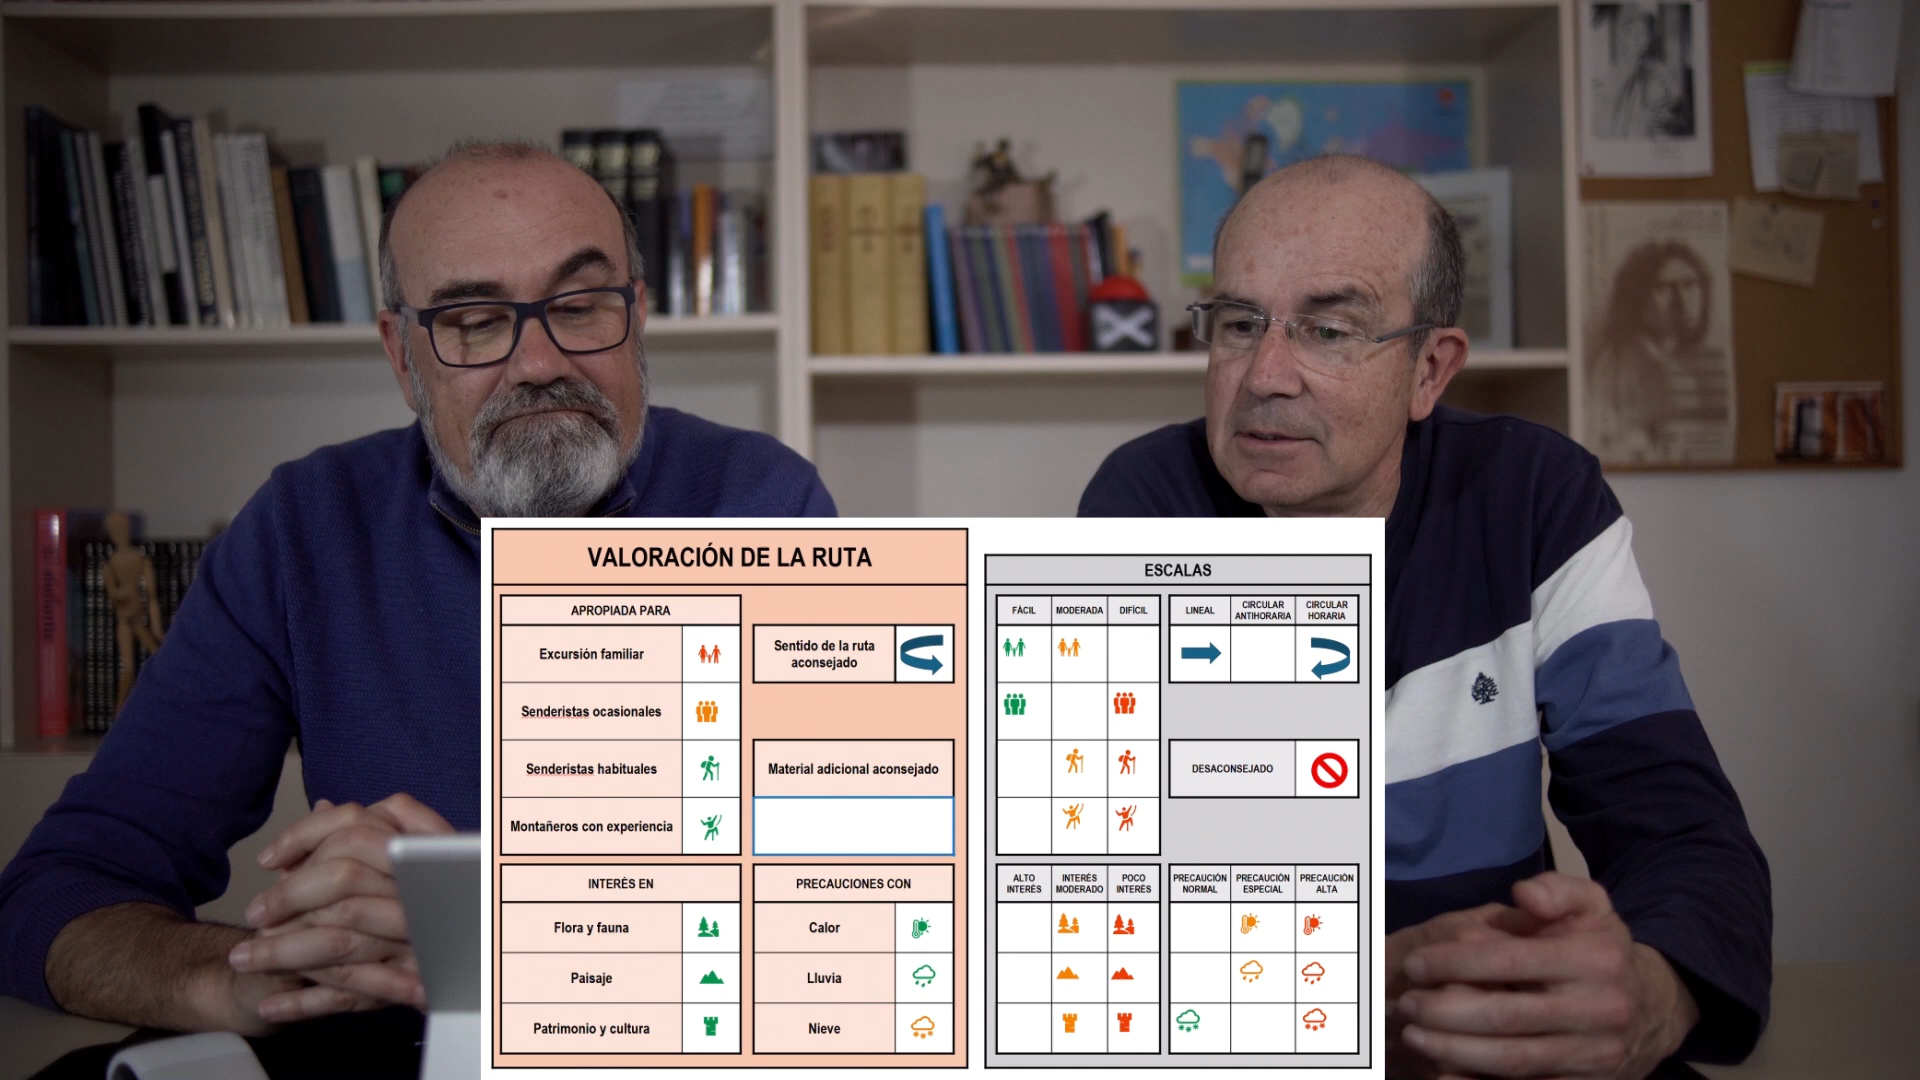 VALORACIÓN DE LA RUTA
APROPIADA PARA
Excursión familiar
Senderistas ocasionales
Senderistas habituales
Montañeros con experiencia
Sentido de la ruta
aconsejado
Material adicional aconsejado
INTERÉS EN
Flora y fauna
Paisaje
Patrimonio y cultura
PRECAUCIONES CON
Calor
Lluvia
Nieve
ESCALAS
FÁCIL
MODERADA
DIFÍCIL
LINEAL
CIRCULAR
ANTIHORARIA
CIRCULAR
HORARIA
DESACONSEJADO
ALTO
INTERÉS
INTERÉS
MODERADO
POCO
INTERÉS
PRECAUCIÓN
NORMAL
PRECAUCIÓN
ESPECIAL
PRECAUCIÓN
ALTA